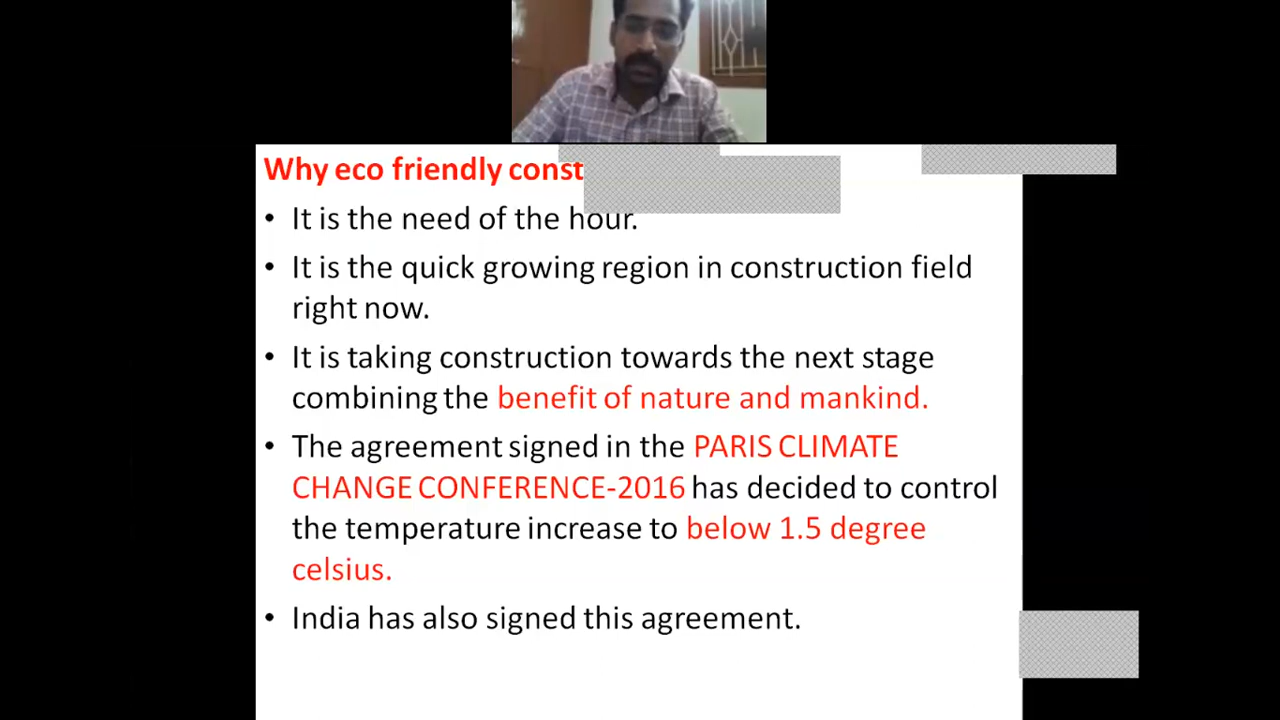 Why eco friendly const
• It is the need of the hour.
• It is the quick growing region in construction field
right now.
• It is taking construction towards the next stage
combining the benefit of nature and mankind.
• The agreement signed in the PARIS CLIMATE
CHANGE CONFERENCE-2016 has decided to control
the temperature increase to below 1.5 degree
celsius.
• India has also signed this agreement.